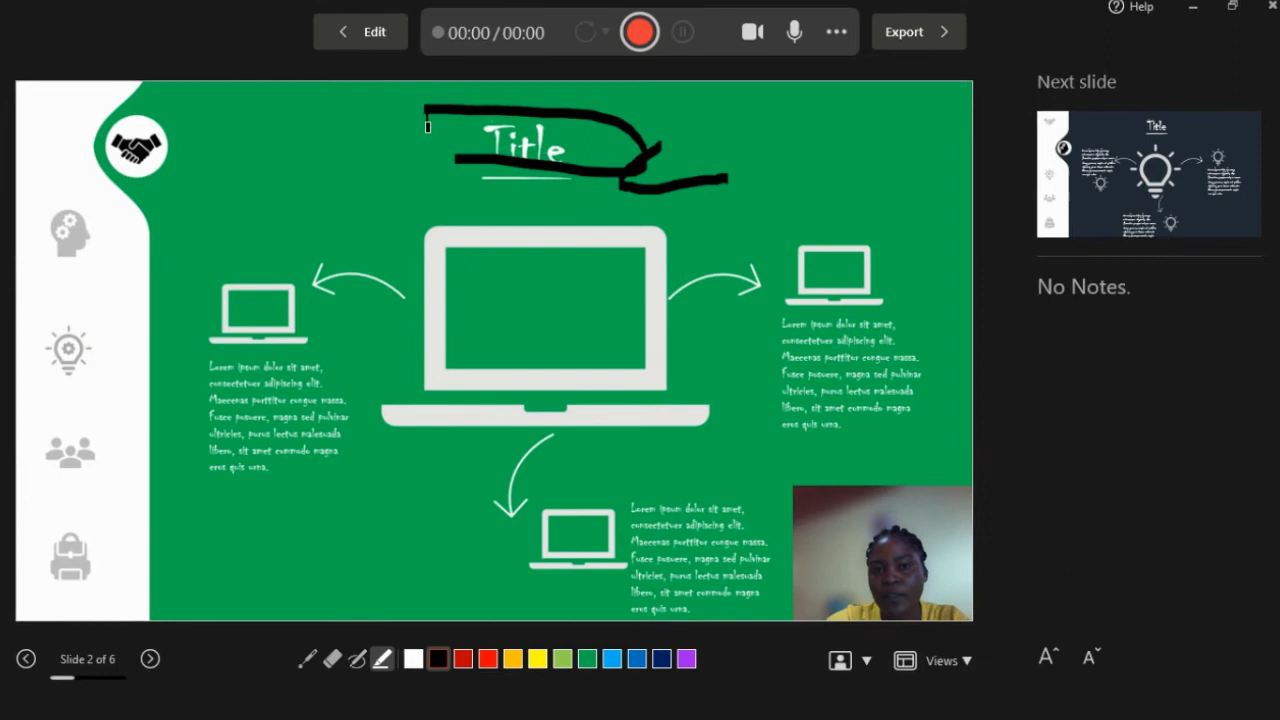 Help
Edit
00:00 / 00:00
Export
Next slide
Title
Title
No Notes.
Lorem ipsum dolor sit amet,
consectetuer adipiscing elit.
Maecenas porttitor congue massa.
Fusce posuere, magna sed pulvinar
ultricies, purus lectus malesuada
libero, sit amet commodo magna
eros quis urna.
Lorem ipsum dolor sit amet,
consectetuer adipiscing elit.
Maecenas porttitor congue massa.
Fusce posuere, magna sed pulvinar
ultricies, purus lectus malesuada
libero, sit amet commodo magna
eros quis urna.
Lorem ipsum dolor sit amet,
consectetuer adipiscing elit.
Maecenas porttitor congue massa.
Fusce posuere, magna sed pulvinar
ultricies, purus lectus malesuada
libero, sit amet commodo magna
eros quis urna.
Slide 2 of 6
Views
A A